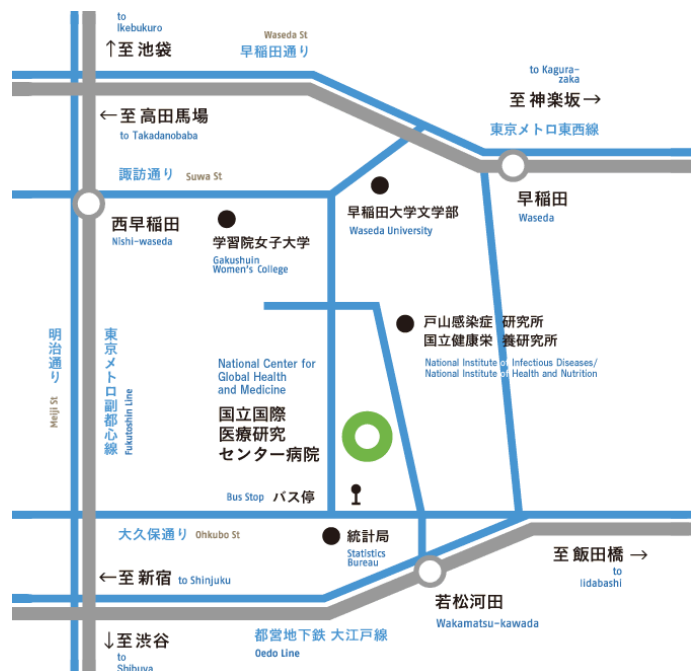 to
Ikebukuro
↑至 池袋
Waseda St
早稲田通り
to Kagura-
zaka
至 神楽坂→
←至 高田馬場
to Takadanobaba
東京メトロ東西線
諏訪通り Suwa St
早稲田
Waseda
西早稲田
Nishi-waseda
学習院女子大学
Gakushuin
Women's College
早稲田大学文学部
Waseda University
戸山感染症 研究所
国立健康栄 養研究所
National Institute of Infectious Diseases/
National Institute of Health and Nutrition
明治通り
Meiji St
東京メトロ副都心線
Fukutoshin Line
National Center for
Global Health
and Medicine
国立国際
医療研究
センター病院
Bus Stop バス停
大久保通り Ohkubo St
統計局
Statistics
Bureau
至 飯田橋 →
to
Iidabashi
←至 新宿 to Shinjuku
若松河田
Wakamatsu-kawada
都営地下鉄 大江戸線
Oedo Line
↓至 渋谷
to
Shibuya